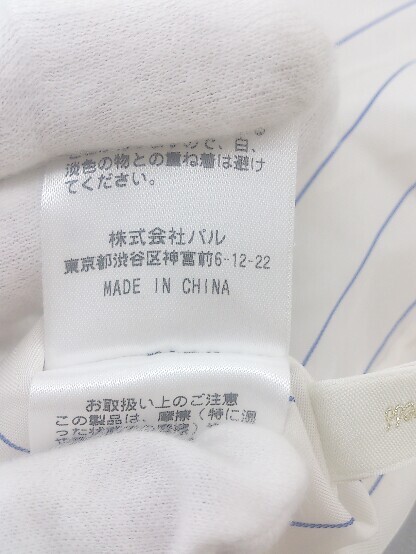 淡色の物との重ね着は避け
てください。
株式会社パル
東京都渋谷区神宮前6-12-22
MADE IN CHINA
お取扱い上のご注意
この製品は、摩擦(特に濡